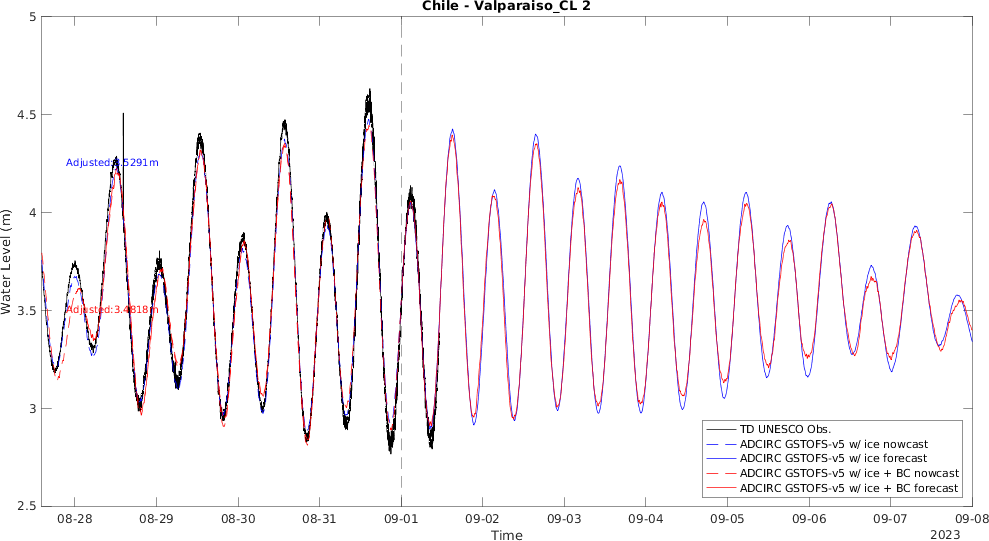 Chile - Valparaiso_CL 2
5
4.5
4
3.5
3
2.5
Water Level (m)
Adjusted:3.5291m
Adjusted:3.4818m
TD UNESCO Obs.
ADCIRC GSTOFS-v5 w/ ice nowcast
ADCIRC GSTOFS-v5 w/ ice forecast
ADCIRC GSTOFS-v5 w/ ice + BC nowcast
ADCIRC GSTOFS-v5 w/ ice + BC forecast
08-28 08-29 08-30 08-31 09-01 09-02 09-03 09-04 09-05 09-06 09-07 09-08
Time
2023